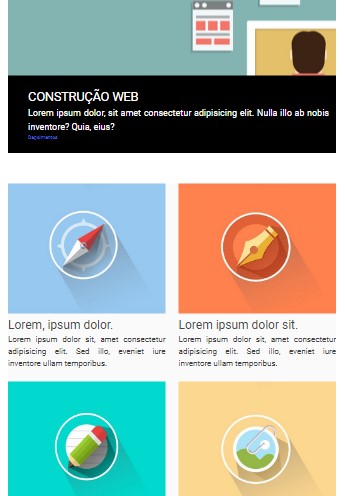 CONSTRUÇÃO WEB
Lorem ipsum dolor, sit amet consectetur adipisicing elit. Nulla illo ab nobis
inventore? Quia, eius?
Lorem, ipsum dolor.
Lorem ipsum dolor sit, amet consectetur
adipisicing elit. Sed illo, eveniet iure
inventore ullam temporibus.
Lorem, ipsum dolor sit.
Lorem ipsum dolor sit, amet consectetur
adipisicing elit. Sed illo, eveniet iure
inventore ullam temporibus.